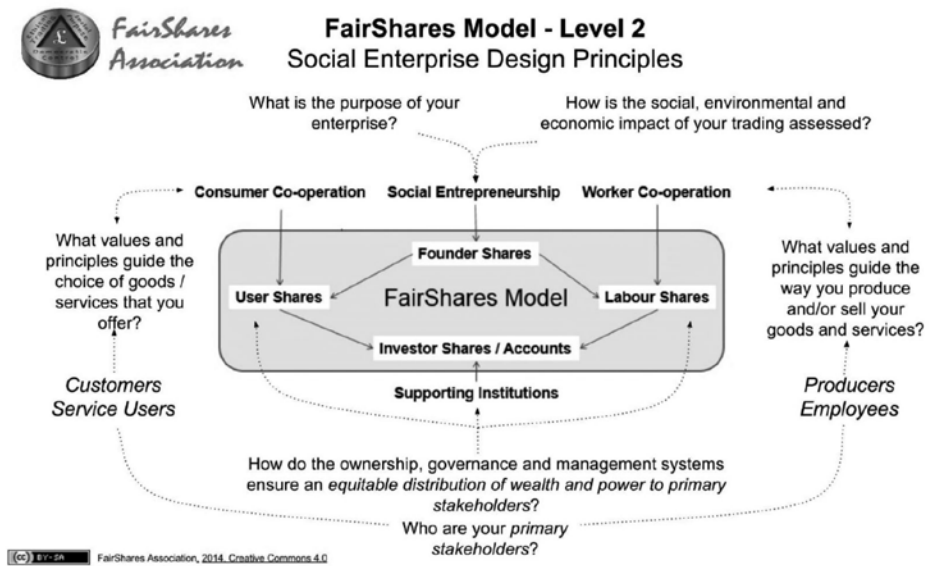 FairShares
Association
FairShares Model - Level 2
Social Enterprise Design Principles
What is the purpose of your
enterprise?
How is the social, environmental and
economic impact of your trading assessed?
Consumer Co-operation
Social Entrepreneurship
Worker Co-operation
What values and
principles guide the
choice of goods /
services that you
offer?
Founder Shares
User Shares
FairShares Model
Labour Shares
Investor Shares / Accounts
What values and
principles guide the
way you produce
and/or sell your
goods and services?
Customers
Service Users
Supporting Institutions
Producers
Employees
How do the ownership, governance and management systems
ensure an equitable distribution of wealth and power to primary
stakeholders?
Who are your primary
stakeholders?
(cc) BY-SA
FairShares Association, 2014, Creative Commons 4.0